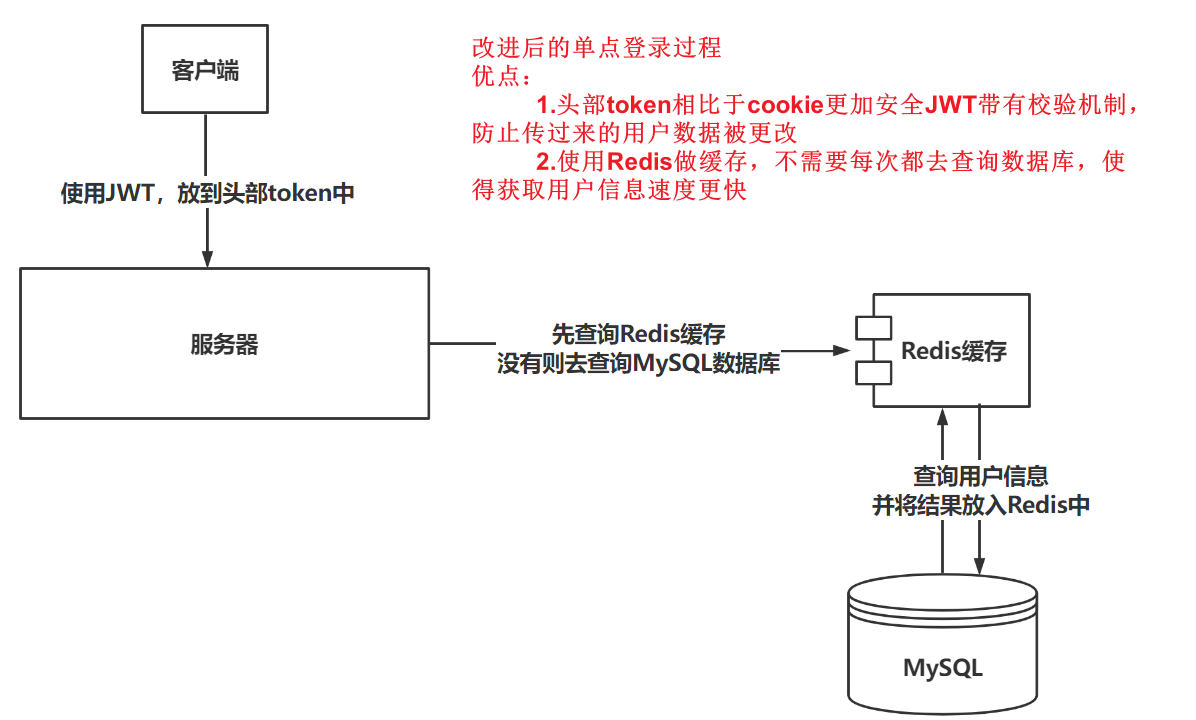 客户端
改进后的单点登录过程
优点：
1.头部token相比于cookie更加安全JWT带有校验机制，
防止传过来的用户数据被更改
2.使用Redis做缓存，不需要每次都去查询数据库，使
得获取用户信息速度更快
使用JWT，放到头部token中
服务器
先查询Redis缓存
没有则去查询MySQL数据库
Redis缓存
查询用户信息
并将结果放入Redis中
MySQL